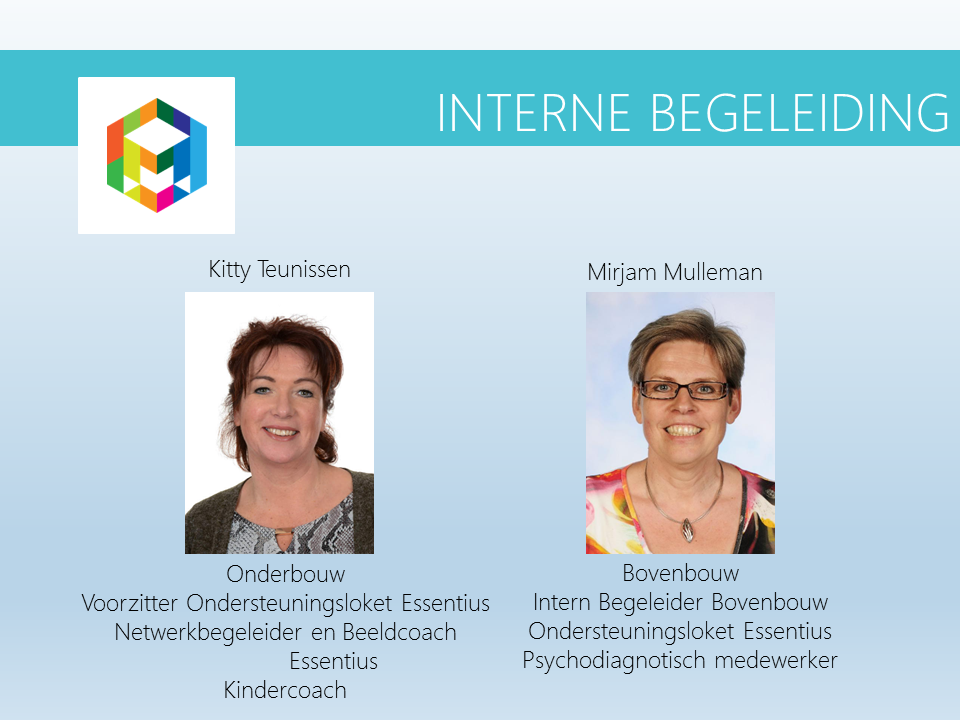 INTERNE BEGELEIDING
Kitty Teunissen
Onderbouw
Voorzitter Ondersteuningsloket Essentius
Netwerkbegeleider en Beeldcoach
Essentius
Kindercoach
Mirjam Mulleman
Bovenbouw
Intern Begeleider Bovenbouw
Ondersteuningsloket Essentius
Psychodiagnotisch medewerker